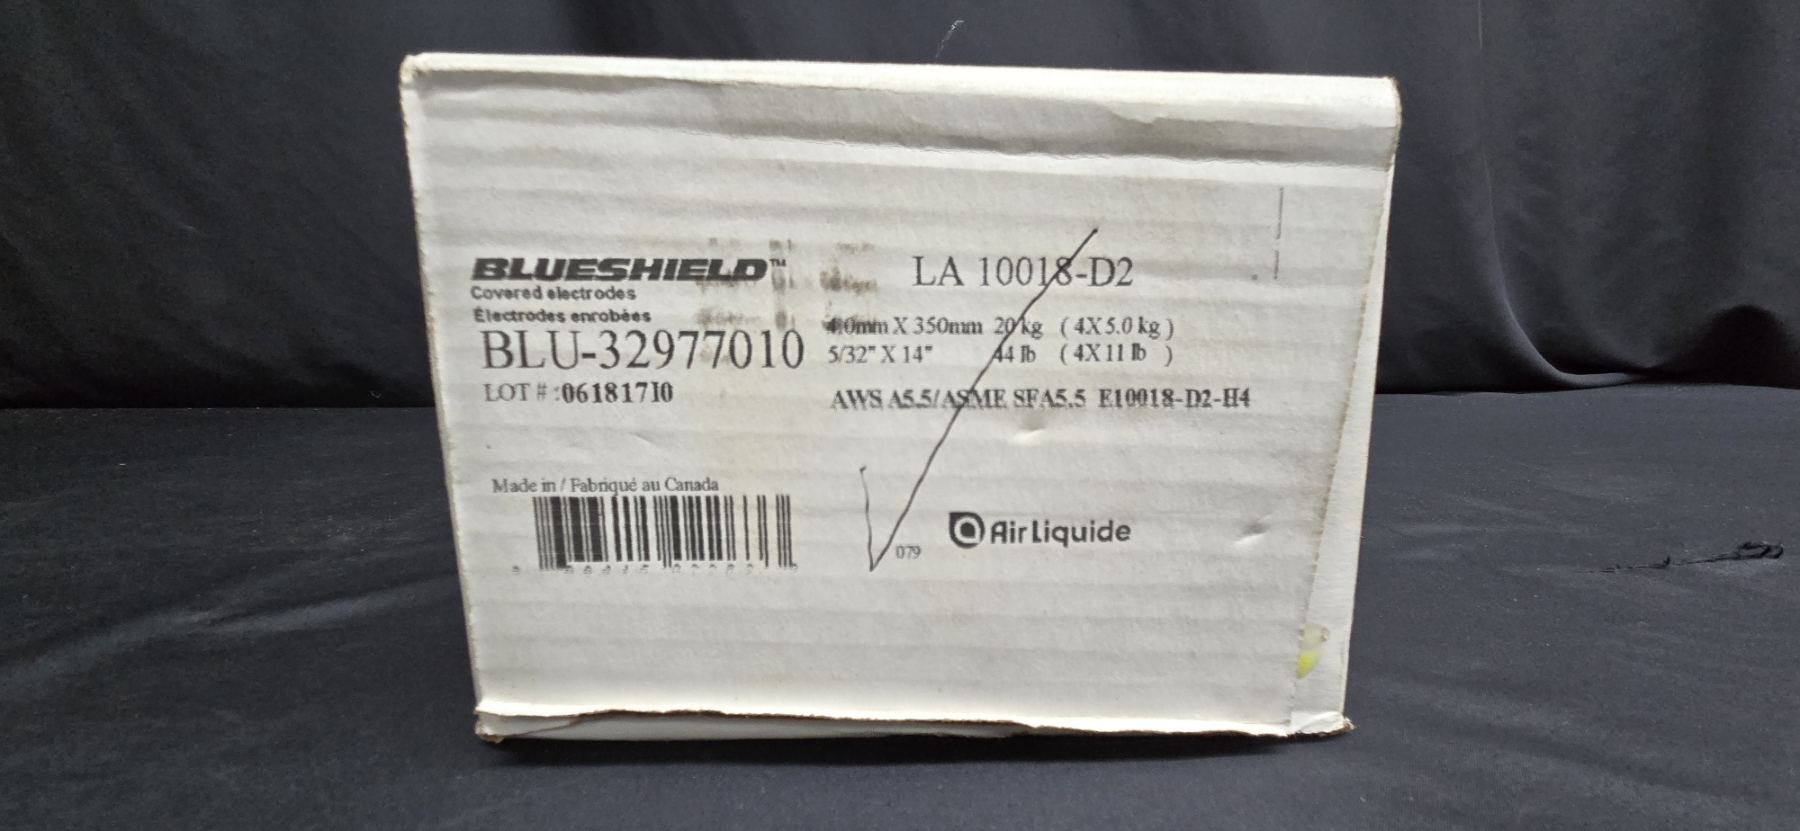 BLUESHIELD™
Covered electrodes
Électrodes enrobées
BLU-32977010
LOT # :06181710
LA 10018-D2
4.0mm X 350mm 20 kg ( 4X 5.0 kg )
5/32" X 14" 44 lb ( 4X 11 lb )
AWS A5.5/ASME SFA5.5 E10018-D2-H4
Made in / Fabriqué au Canada
079
Air Liquide